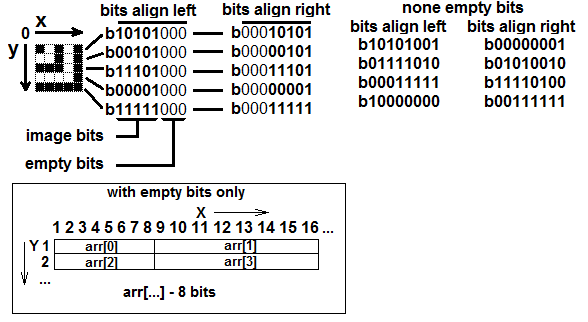 bits align left bits align right none empty bits
x bits align left bits align right
0
y
b10101000 b00010101 b10101001 b00000001
b00101000 b00000101 b01111010 b01010010
b11101000 b00011101 b00011111 b11110100
b00001000 b00000001 b10000000 b00111111
b11111000 b00011111
image bits
empty bits
with empty bits only
X
1 2 3 4 5 6 7 8 9 10 11 12 13 14 15 16 ...
Y 1 arr[0] arr[1]
2 arr[2] arr[3]
...
arr[...] - 8 bits